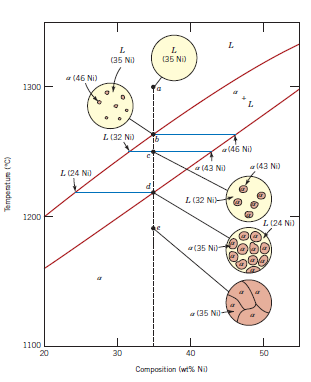 L
(35 Ni)
L
(35 Ni)
L
α (46 Ni)
1300
a
α
+
L
L (32 Ni)
b
α (46 Ni)
c
α (43 Ni)
α (43 Ni)
L (24 Ni)
d
L (32 Ni)
L (24 Ni)
1200
e
α (35 Ni)
α α α
α α α α
α α α α
α α
α
α α
α
α
α (35 Ni)
1100
20 30 40 50
Temperature (°C)
Composition (wt% Ni)